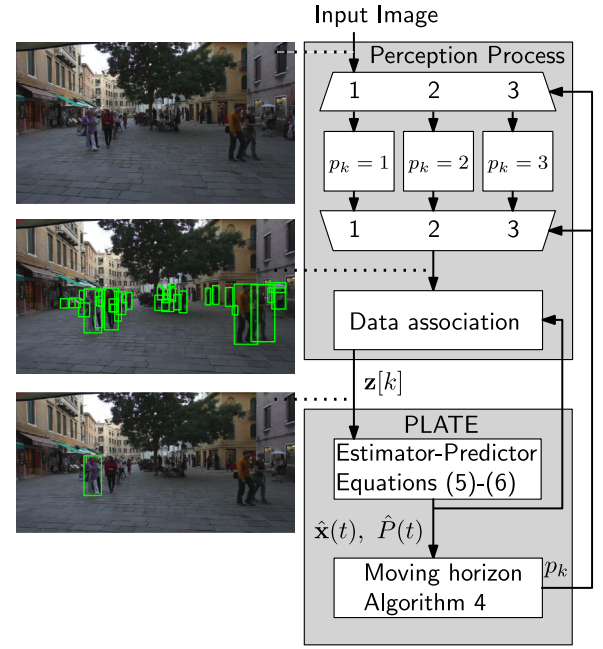 Input Image
Perception Process
1 2 3
p_k = 1 p_k = 2 p_k = 3
1 2 3
Data association
z[k]
PLATE
Estimator-Predictor
Equations (5)-(6)
x̂(t), P̂(t)
Moving horizon
Algorithm 4
p_k